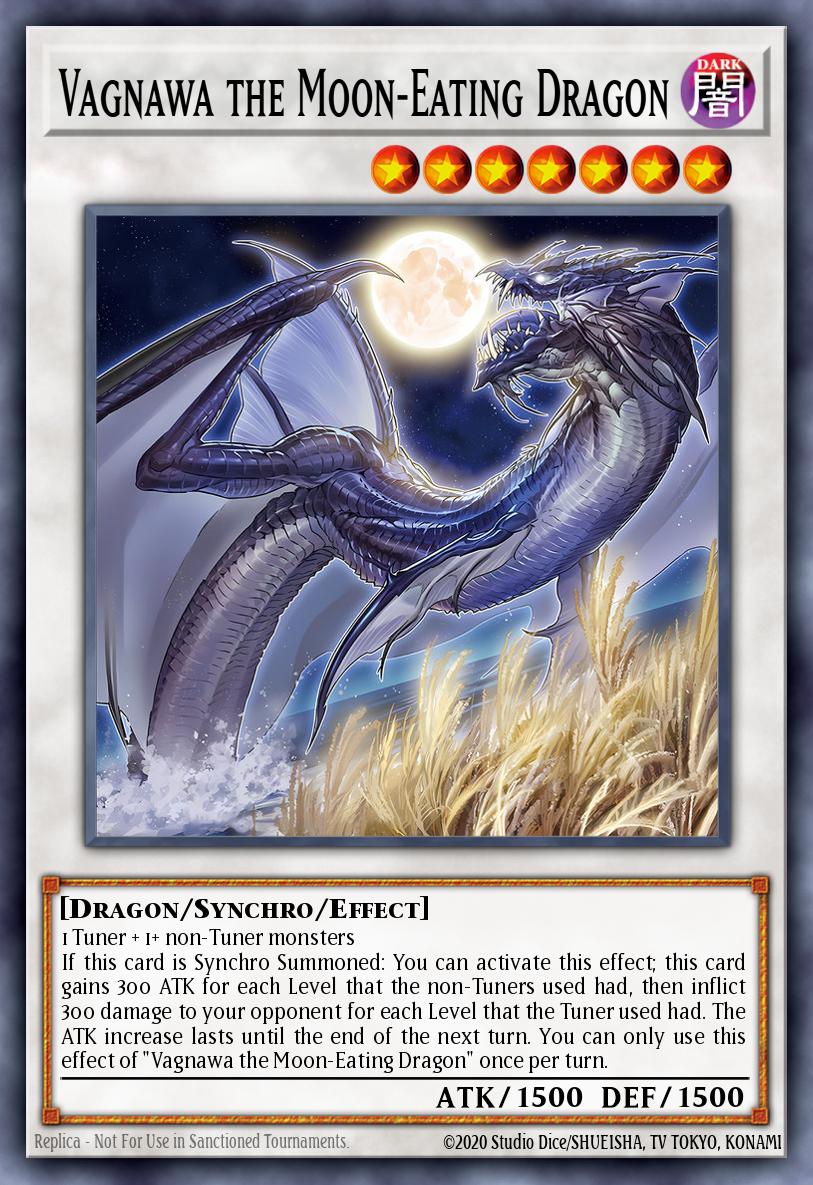 VAGNAWA THE MOON-EATING DRAGON
DARK
闇
[DRAGON/SYNCHRO/EFFECT]
1 Tuner + 1+ non-Tuner monsters
If this card is Synchro Summoned: You can activate this effect; this card
gains 300 ATK for each Level that the non-Tuners used had, then inflict
300 damage to your opponent for each Level that the Tuner used had. The
ATK increase lasts until the end of the next turn. You can only use this
effect of "Vagnawa the Moon-Eating Dragon" once per turn.
ATK/1500 DEF/1500
Replica - Not For Use in Sanctioned Tournaments.
©2020 Studio Dice/SHUEISHA, TV TOKYO, KONAMI